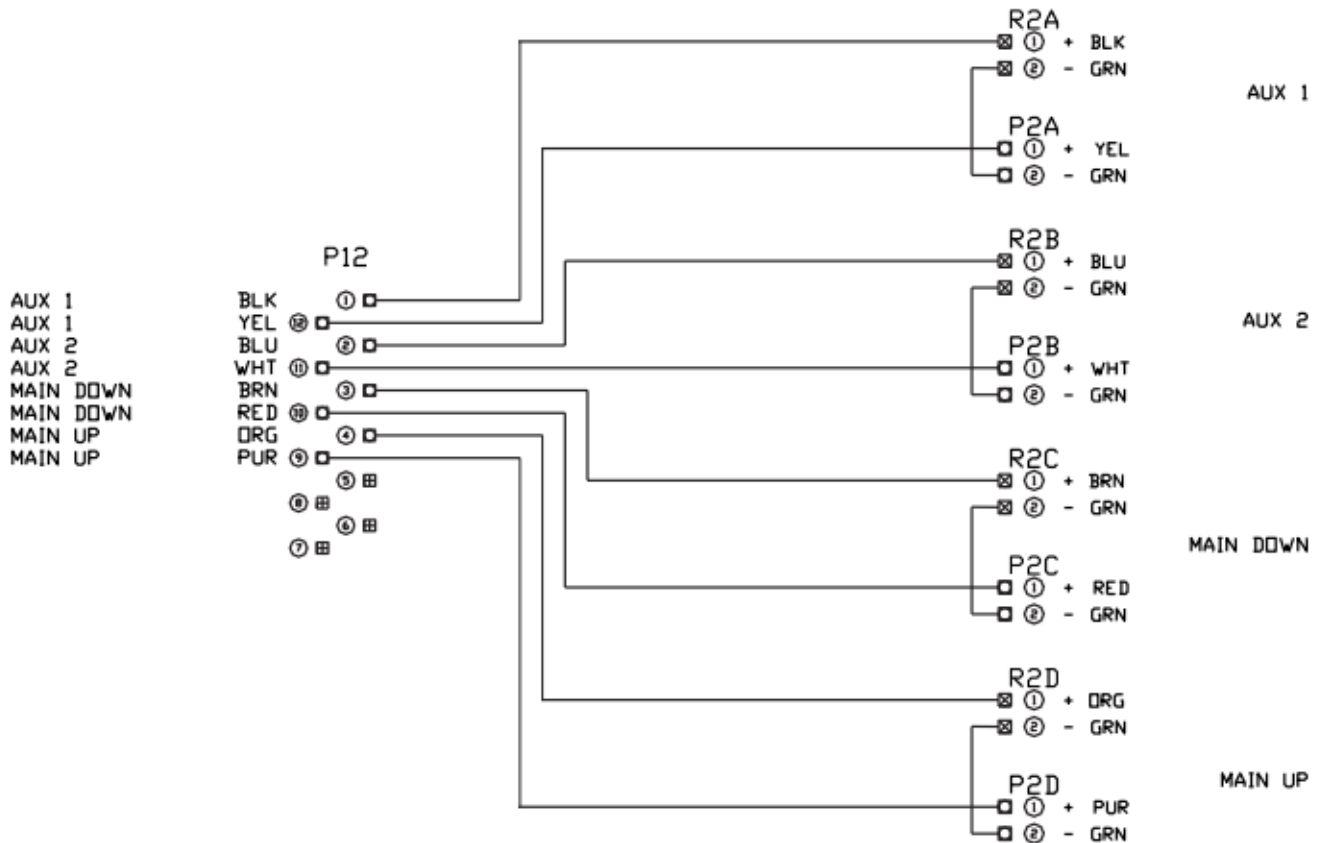 R2A
① + BLK
② - GRN
AUX 1
P2A
① + YEL
② - GRN
R2B
① + BLU
② - GRN
AUX 2
P2B
① + WHT
② - GRN
R2C
① + BRN
② - GRN
MAIN DOWN
P2C
① + RED
② - GRN
R2D
① + ORG
② - GRN
MAIN UP
P2D
① + PUR
② - GRN
P12
AUX 1 BLK ①
AUX 1 YEL ⑫
AUX 2 BLU ②
AUX 2 WHT ⑪
MAIN DOWN BRN ③
MAIN DOWN RED ⑩
MAIN UP ORG ④
MAIN UP PUR ⑨
⑤
⑧
⑥
⑦